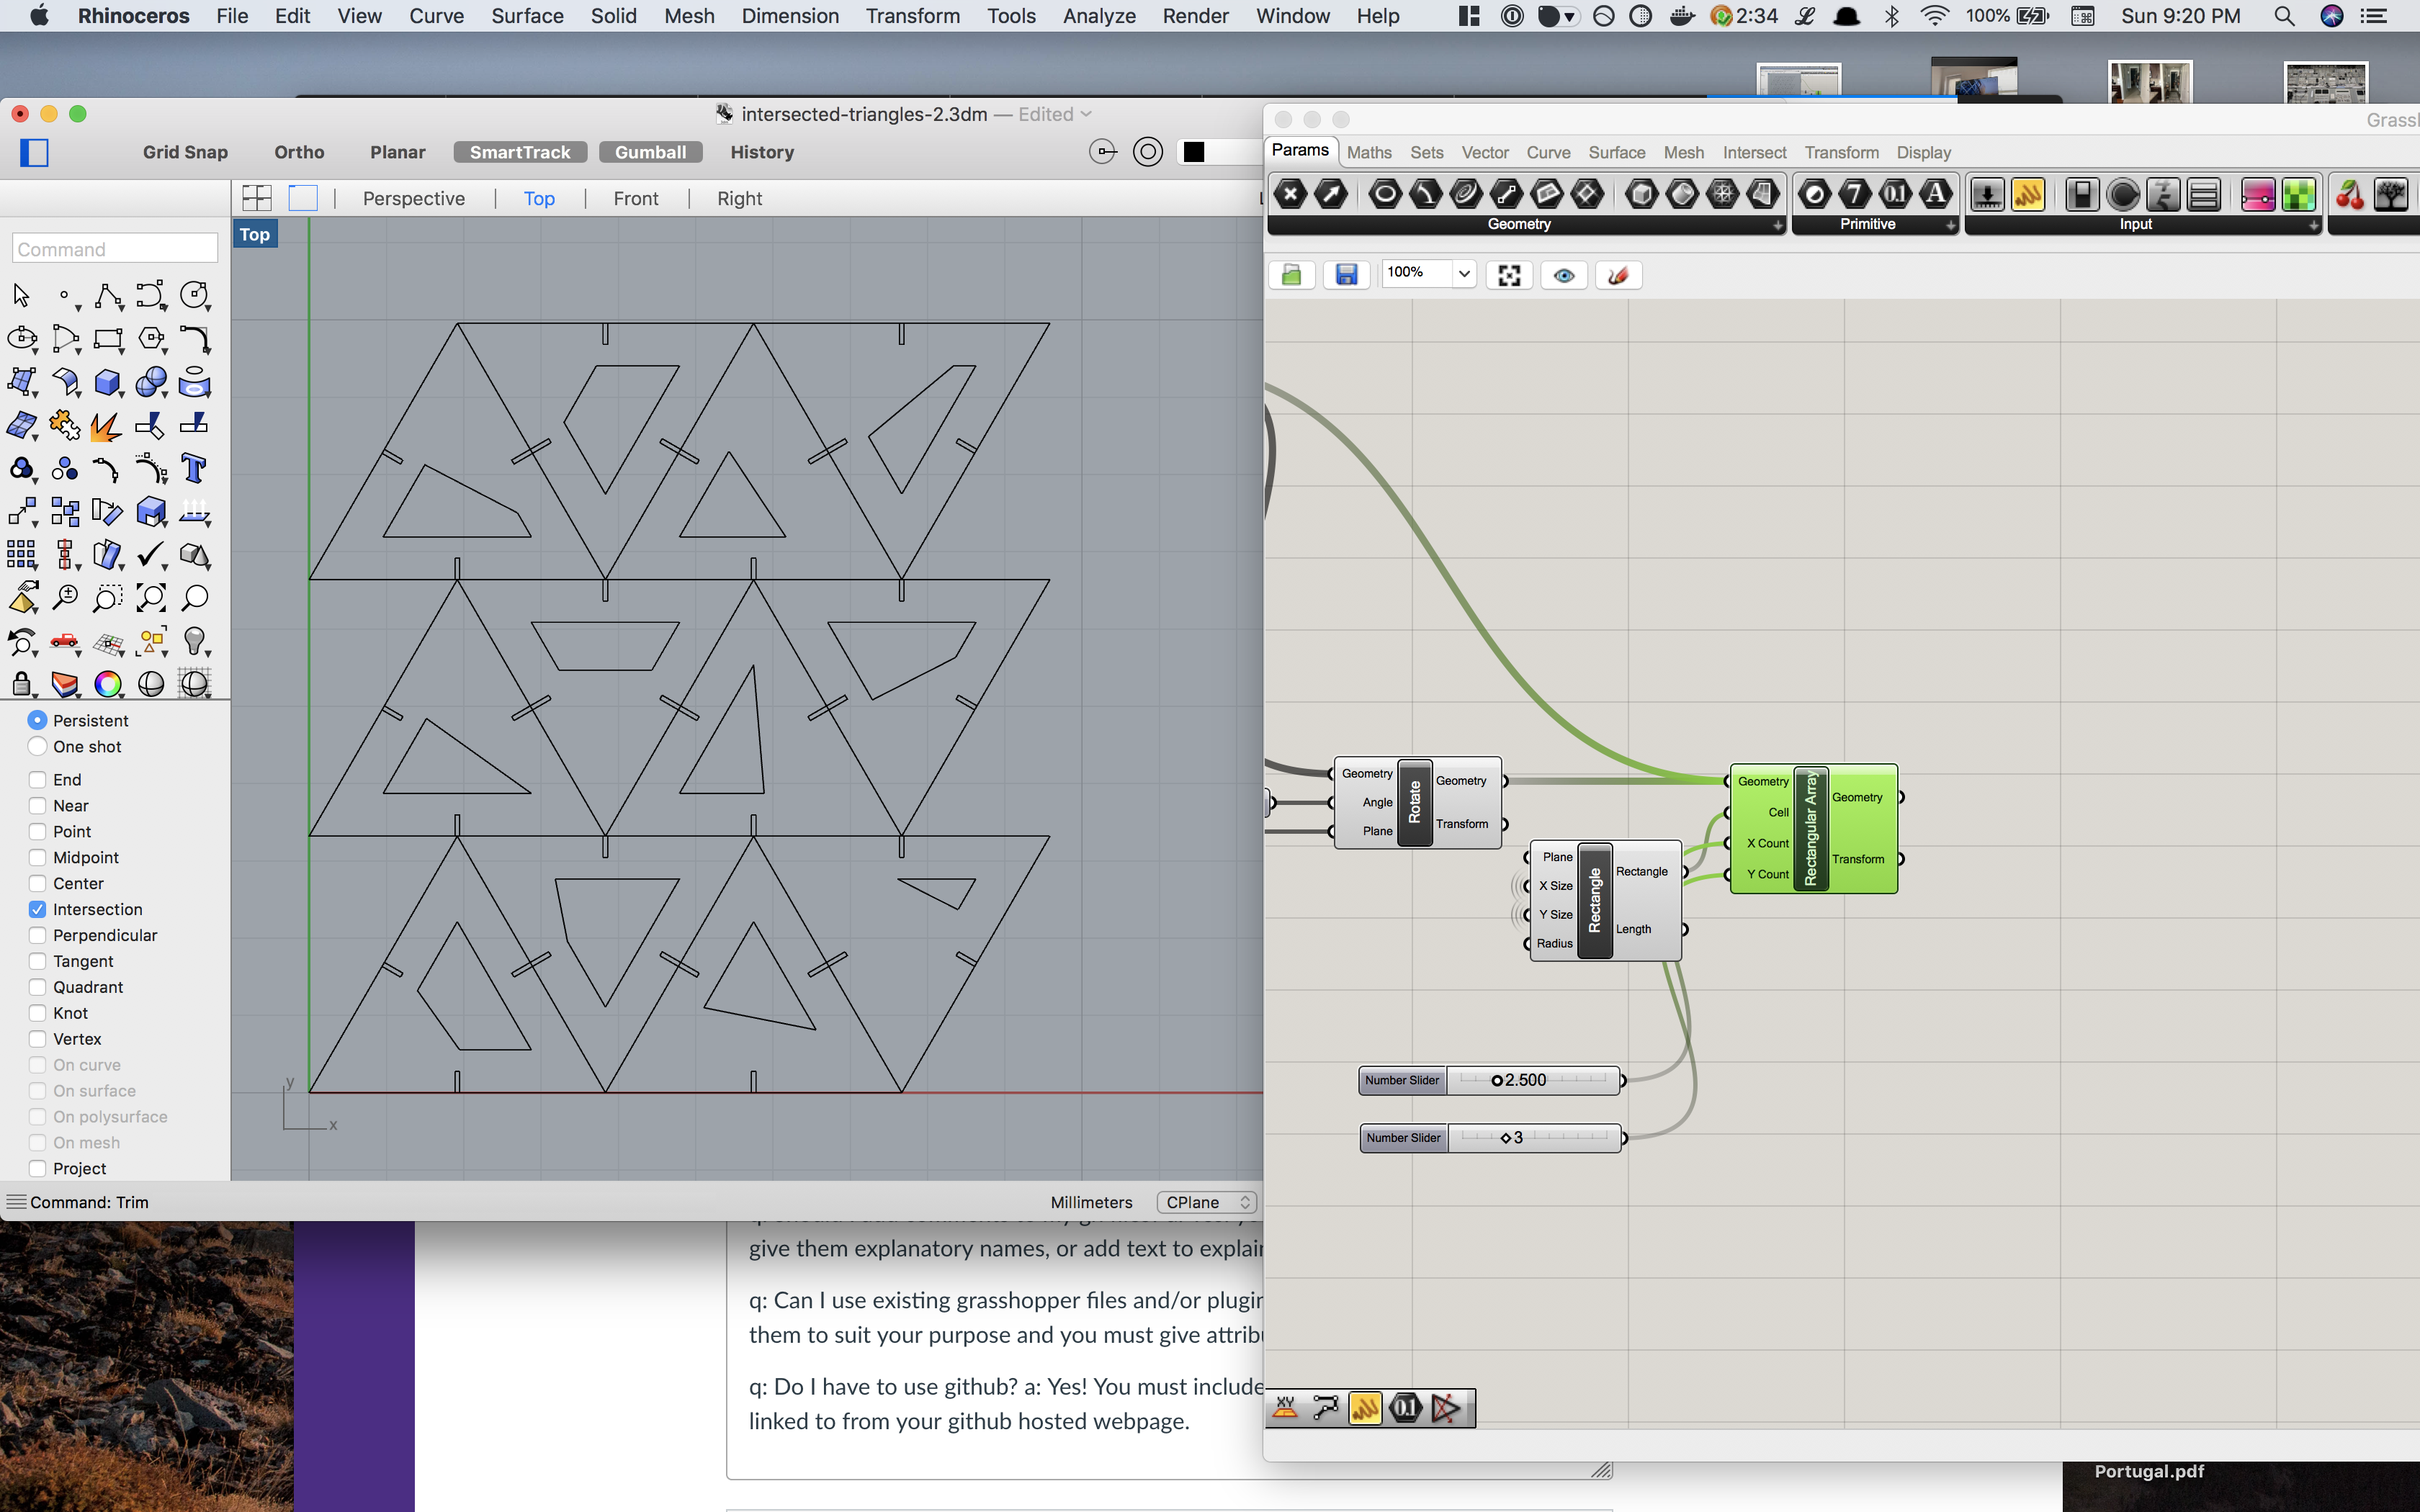 Rhinoceros File Edit View Curve Surface Solid Mesh Dimension Transform Tools Analyze Render Window Help 2:34 100% Sun 9:20 PM
intersected-triangles-2.3dm — Edited
Grid Snap Ortho Planar SmartTrack Gumball History
Perspective Top Front Right
Top
Command
y
x
Persistent
One shot
End
Near
Point
Midpoint
Center
Intersection
Perpendicular
Tangent
Quadrant
Knot
Vertex
On curve
On surface
On polysurface
On mesh
Project
Command: Trim
Millimeters CPlane
Params Maths Sets Vector Curve Surface Mesh Intersect Transform Display
Geometry Primitive Input
100%
Geometry
Angle
Plane
Rotate
Geometry
Transform
Plane
X Size
Y Size
Radius
Rectangle
Rectangle
Length
Geometry
Cell
X Count
Y Count
Rectangular Array
Geometry
Transform
Number Slider 2.500
Number Slider 3
XY 0.1
give them explanatory names, or add text to explain
q: Can I use existing grasshopper files and/or plugin
them to suit your purpose and you must give attribu
q: Do I have to use github? a: Yes! You must include
linked to from your github hosted webpage.
Portugal.pdf